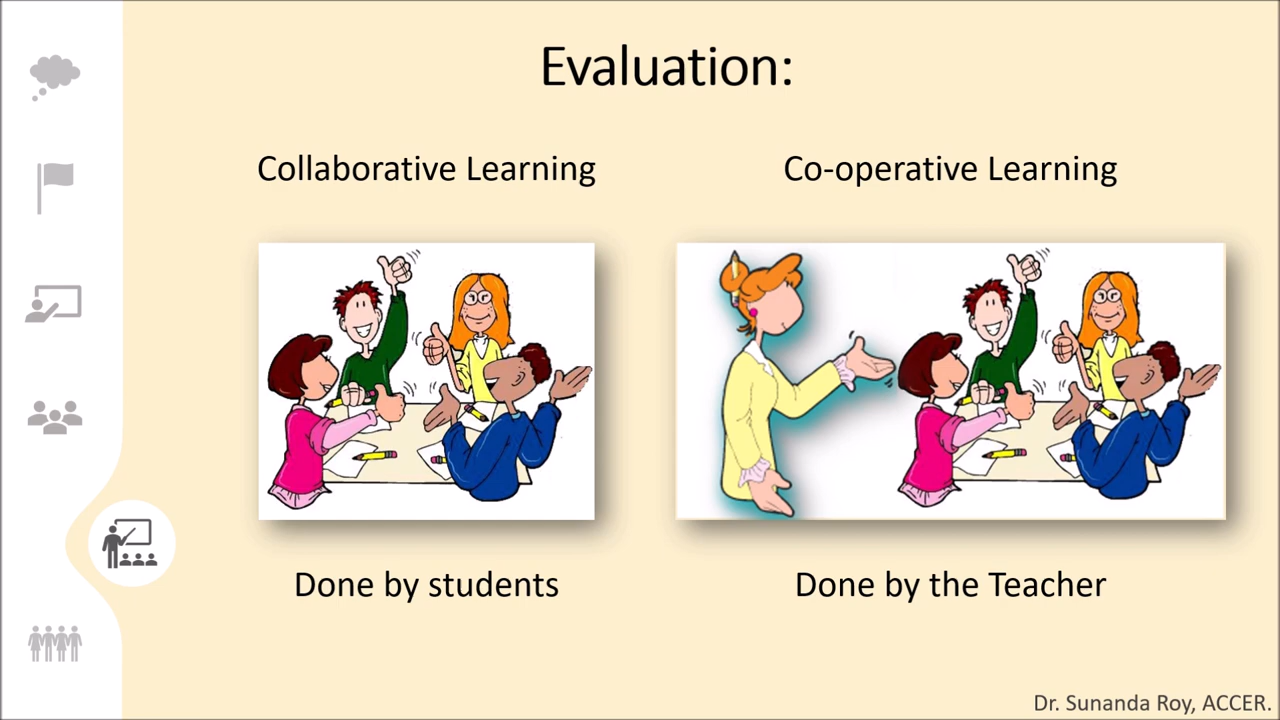 Evaluation:
Collaborative Learning
Co-operative Learning
Done by students
Done by the Teacher
Dr. Sunanda Roy, ACCER.